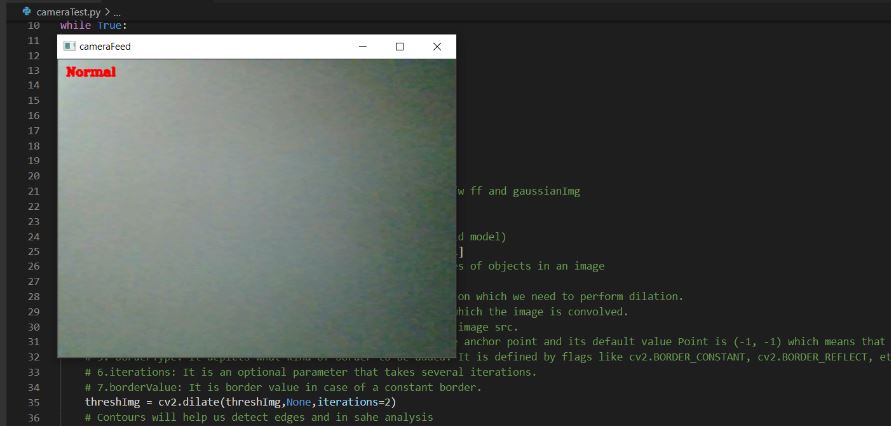 cameraTest.py > ...
10 while True:
cameraFeed
Normal
11
12
13
14
15
16
17
18
19
20
21 w ff and gaussianImg
22
23
24 d model)
25 ]
26 s of objects in an image
27
28 on which we need to perform dilation.
29 which the image is convolved.
30 image src.
31 anchor point and its default value Point is (-1, -1) which means that
32 It is defined by flags like cv2.BORDER_CONSTANT, cv2.BORDER_REFLECT, et
33 # 6.iterations: It is an optional parameter that takes several iterations.
34 # 7.borderValue: It is border value in case of a constant border.
35 threshImg = cv2.dilate(threshImg,None,iterations=2)
36 # Contours will help us detect edges and in sahe analysis